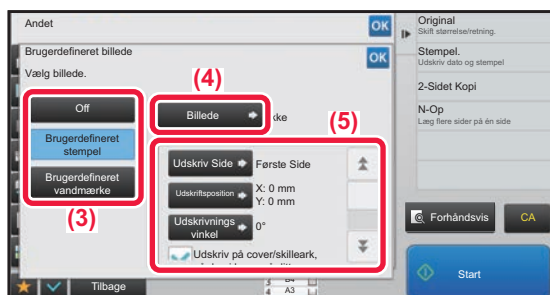 Andet
OK
Brugerdefineret billede
OK
Vælg billede.
(4)
Off
Brugerdefineret
stempel
Brugerdefineret
vandmærke
(3)
Billede
kke
(5)
Udskriv Side
Første Side
Udskriftsposition
X: 0 mm
Y: 0 mm
Udskrivnings
vinkel
0°
Udskriv på cover/skilleark,
Tilbage
B4
4
A3
Original
Skift størrelse/retning.
Stempel.
Udskriv dato og stempel
2-Sidet Kopi
N-Op
Læg flere sider på én side
Forhåndsvis
CA
Start